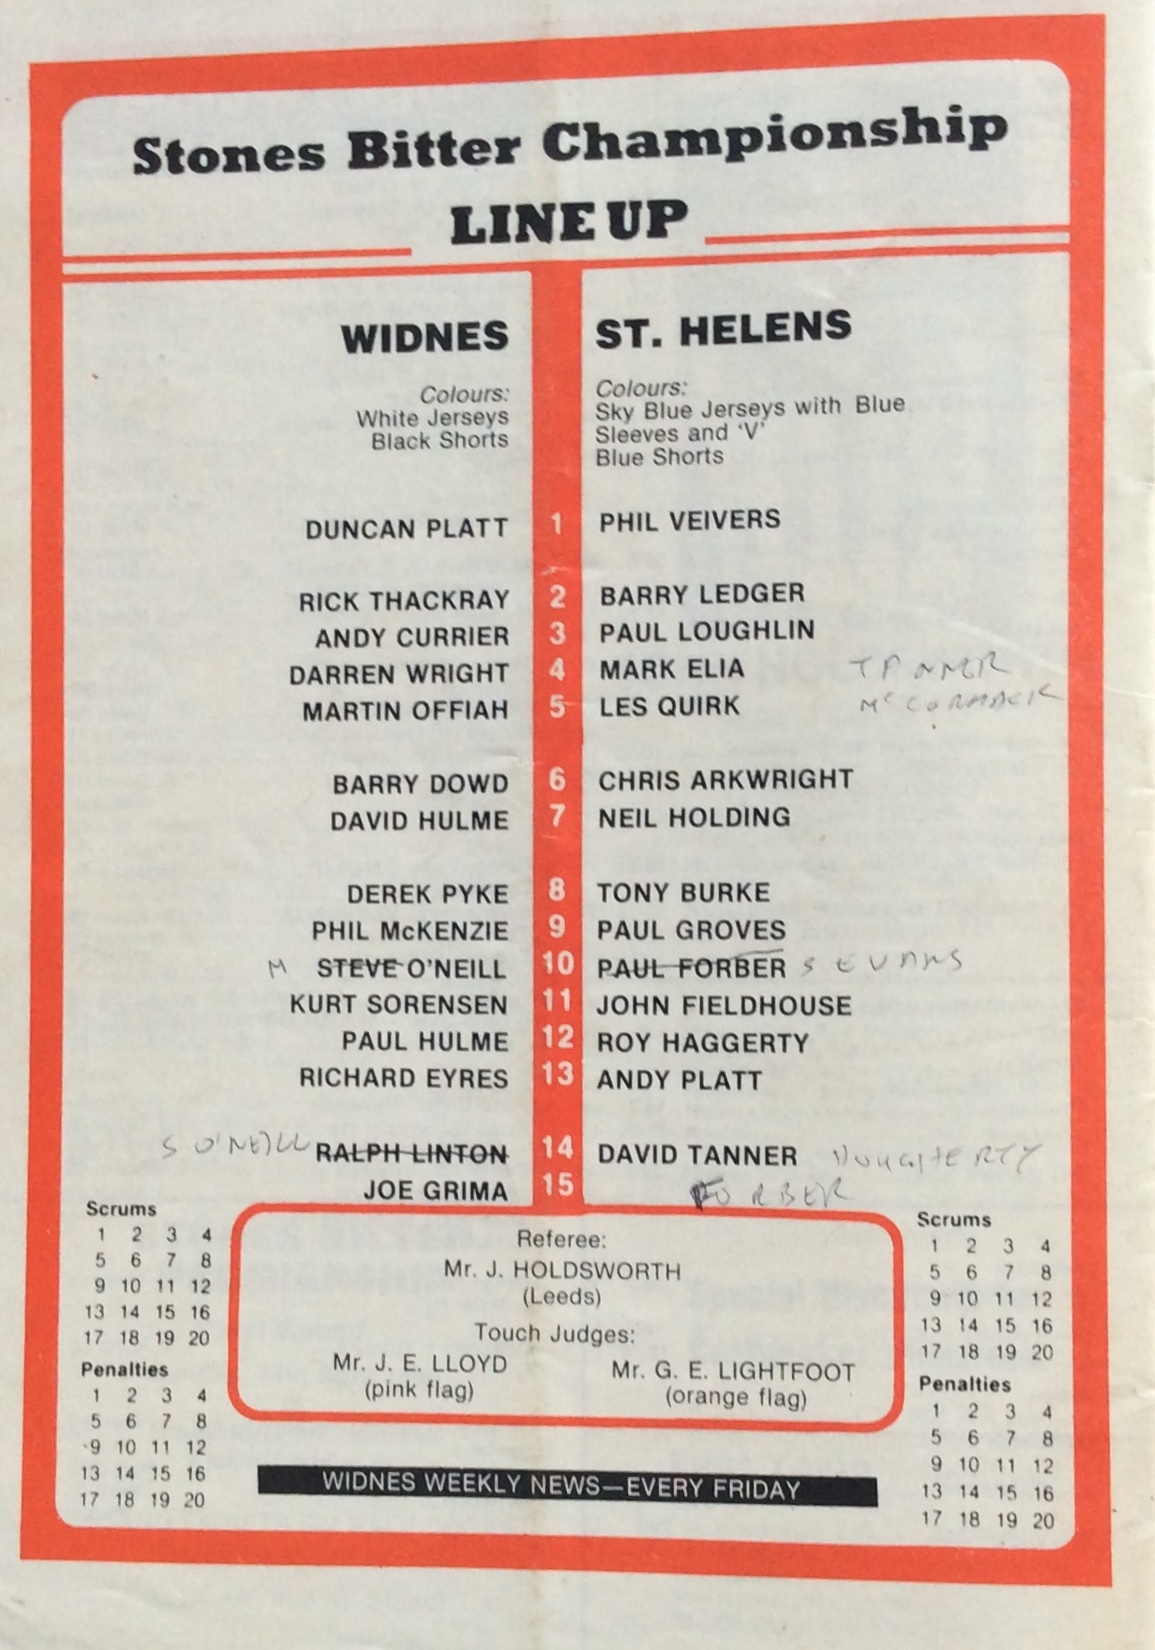 Stones Bitter Championship
LINE UP
WIDNES
Colours:
White Jerseys
Black Shorts
ST. HELENS
Colours:
Sky Blue Jerseys with Blue
Sleeves and 'V'
Blue Shorts
DUNCAN PLATT 1 PHIL VEIVERS
RICK THACKRAY 2 BARRY LEDGER
ANDY CURRIER 3 PAUL LOUGHLIN
DARREN WRIGHT 4 MARK ELIA TANNER
MARTIN OFFIAH 5 LES QUIRK McCORMACK
BARRY DOWD 6 CHRIS ARKWRIGHT
DAVID HULME 7 NEIL HOLDING
DEREK PYKE 8 TONY BURKE
PHIL McKENZIE 9 PAUL GROVES
M STEVE O'NEILL 10 PAUL FORBER S EVANS
KURT SORENSEN 11 JOHN FIELDHOUSE
PAUL HULME 12 ROY HAGGERTY
RICHARD EYRES 13 ANDY PLATT
S O'NEILL RALPH LINTON 14 DAVID TANNER DOUGHERTY
JOE GRIMA 15 FORBER
Scrums
1 2 3 4
5 6 7 8
9 10 11 12
13 14 15 16
17 18 19 20
Penalties
1 2 3 4
5 6 7 8
9 10 11 12
13 14 15 16
17 18 19 20
Referee:
Mr. J. HOLDSWORTH
(Leeds)
Touch Judges:
Mr. J. E. LLOYD
(pink flag)
Mr. G. E. LIGHTFOOT
(orange flag)
Scrums
1 2 3 4
5 6 7 8
9 10 11 12
13 14 15 16
17 18 19 20
Penalties
1 2 3 4
5 6 7 8
9 10 11 12
13 14 15 16
17 18 19 20
WIDNES WEEKLY NEWS—EVERY FRIDAY